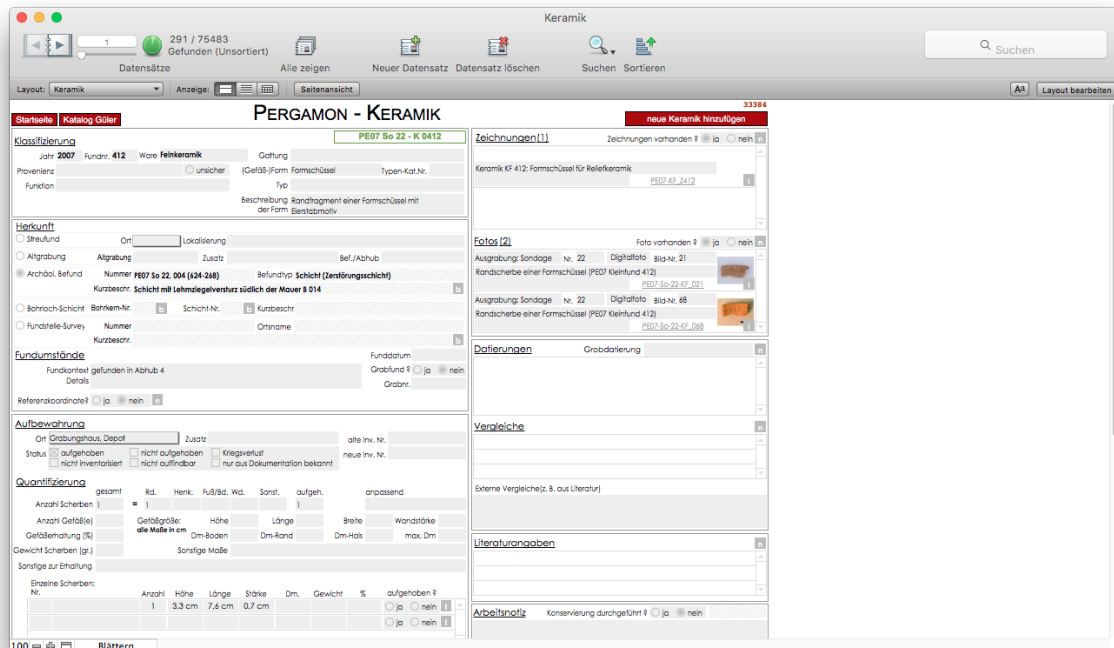 Keramik
1
291 / 75483
Gefunden (Unsortiert)
Suchen
Datensätze
Alle zeigen
Neuer Datensatz
Datensatz löschen
Suchen
Sortieren
Layout: Keramik
Anzeige:
Seitenansicht
Aa
Layout bearbeiten
33384
Startseite
Katalog Güler
PERGAMON - KERAMIK
neue Keramik hinzufügen
Klassifizierung
PE07 So 22 - K 0412
Jahr 2007 Fundnr. 412 Ware Feinkeramik Gattung
Provenienz unsicher (Gefäß-)Form Formschüssel Typen-Kat.Nr.
Funktion Typ
Beschreibung der Form Randfragment einer Formschüssel mit
Eierstabmotiv
Herkunft
Streufund Ort Lokalisierung
Altgrabung Altgrabung Zusatz Bef./Abhub
Archäol. Befund Nummer PE07 So 22, 004 (624-268) Befundtyp Schicht (Zerstörungsschicht)
Kurzbeschr. Schicht mit Lehmziegelversturz südlich der Mauer B 014 b
Bohrloch-Schicht Bohrkern-Nr. b Schicht-Nr. b Kurzbeschr
Fundstelle-Survey Nummer Ortsname
Kurzbeschr. b
Fundumstände
Funddatum
Fundkontext Details gefunden in Abhub 4
Grabfund ? ja nein
Grabnr.
Referenzkoordinate? ja nein n
Aufbewahrung
Ort Grabungshaus, Depot Zusatz alte Inv. Nr.
Status aufgehoben nicht aufgehoben Kriegsverlust neue Inv. Nr.
nicht inventarisiert nicht auffindbar nur aus Dokumentation bekannt
Quantifizierung
gesamt Rd. Henk. Fuß/Bd. Wd. Sonst. aufgeh. anpassend
Anzahl Scherben 1 = 1 1
Anzahl Gefäß(e) Gefäßgröße: Höhe Länge Breite Wandstärke
alle Maße in cm
Gefäßerhaltung (%) Dm-Boden Dm-Rand Dm-Hals max. Dm
Gewicht Scherben (gr.) Sonstige Maße
Sonstige zur Erhaltung
Einzelne Scherben:
Nr. Anzahl Höhe Länge Stärke Dm. Gewicht % aufgehoben ?
1 3,3 cm 7,6 cm 0,7 cm ja nein i
ja nein i
100 Blättern
Zeichnungen(1) Zeichnungen vorhanden ? ja nein n
Keramik KF 412: Formschüssel für Reliefkeramik
PE07-KF_Z412 i
Fotos (2) Foto vorhanden ? ja nein n
Ausgrabung: Sondage Nr. 22 Digitalfoto Bild-Nr. 21
Randscherbe einer Formschüssel (PE07 Kleinfund 412)
PE07-So-22-KF_021 i
Ausgrabung: Sondage Nr. 22 Digitalfoto Bild-Nr. 68
Randscherbe einer Formschüssel (PE07 Kleinfund 412)
PE07-So-22-KF_068 i
Datierungen Grobdatierung n
Vergleiche n
Externe Vergleiche(z. B. aus Literatur)
Literaturangaben n
Arbeitsnotiz Konservierung durchgeführt ? ja nein